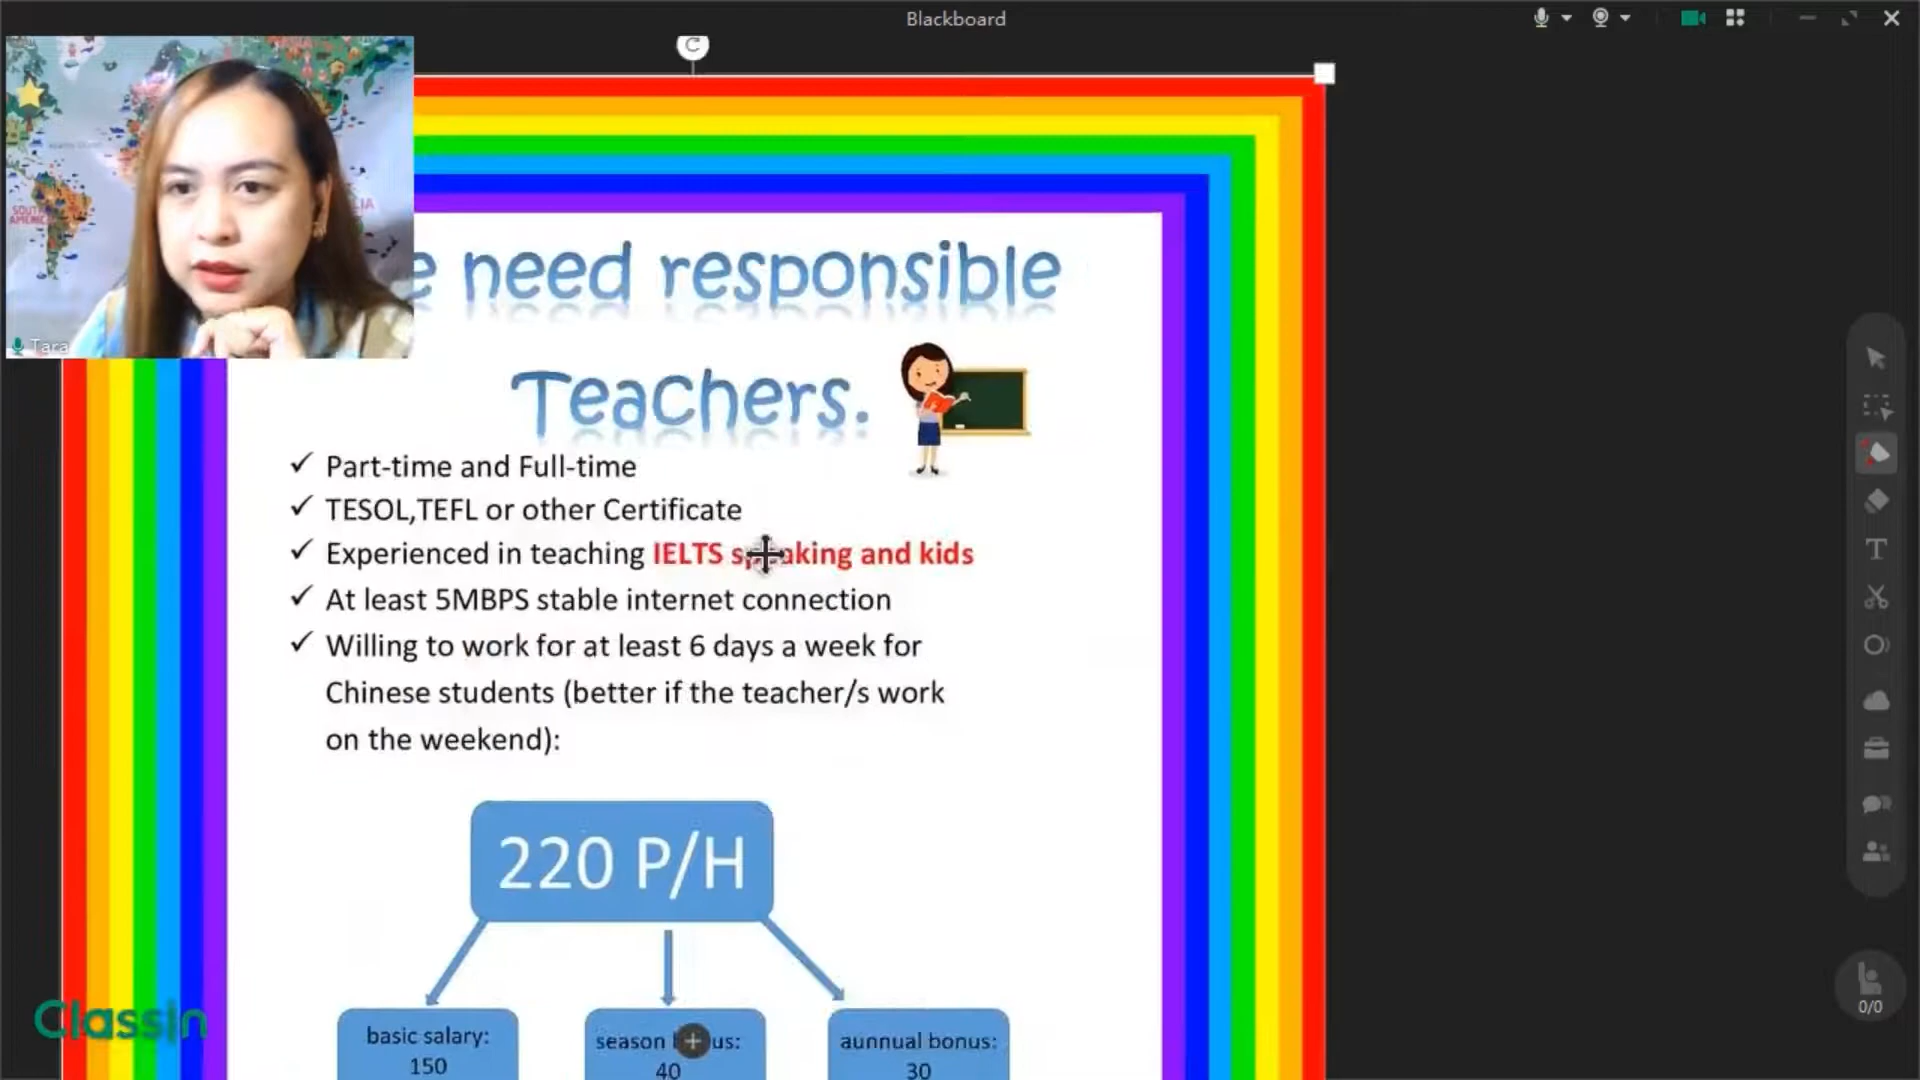 Blackboard
SOUTH
AMERICA
Tara
need responsible
Teachers.
Part-time and Full-time
TESOL,TEFL or other Certificate
Experienced in teaching IELTS speaking and kids
At least 5MBPS stable internet connection
Willing to work for at least 6 days a week for
Chinese students (better if the teacher/s work
on the weekend):
220 P/H
basic salary:
150
season bonus:
40
aunnual bonus:
30
ClassIn
0/0